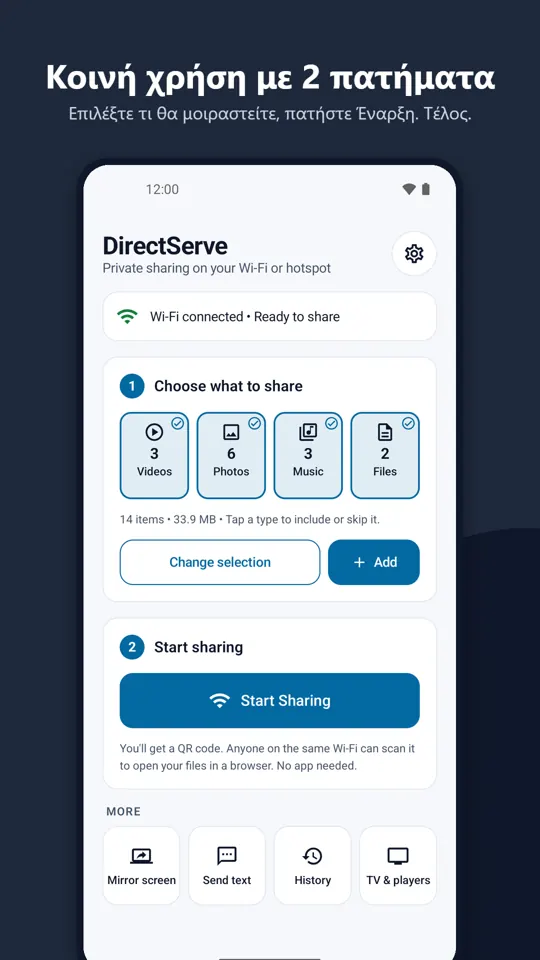 Κοινή χρήση με 2 πατήματα
Επιλέξτε τι θα μοιραστείτε, πατήστε Έναρξη. Τέλος.
12:00
DirectServe
Private sharing on your Wi-Fi or hotspot
Wi-Fi connected • Ready to share
1 Choose what to share
3 6 3 2
Videos Photos Music Files
14 items • 33.9 MB • Tap a type to include or skip it.
Change selection + Add
2 Start sharing
Start Sharing
You'll get a QR code. Anyone on the same Wi-Fi can scan it
to open your files in a browser. No app needed.
MORE
Mirror screen Send text History TV & players